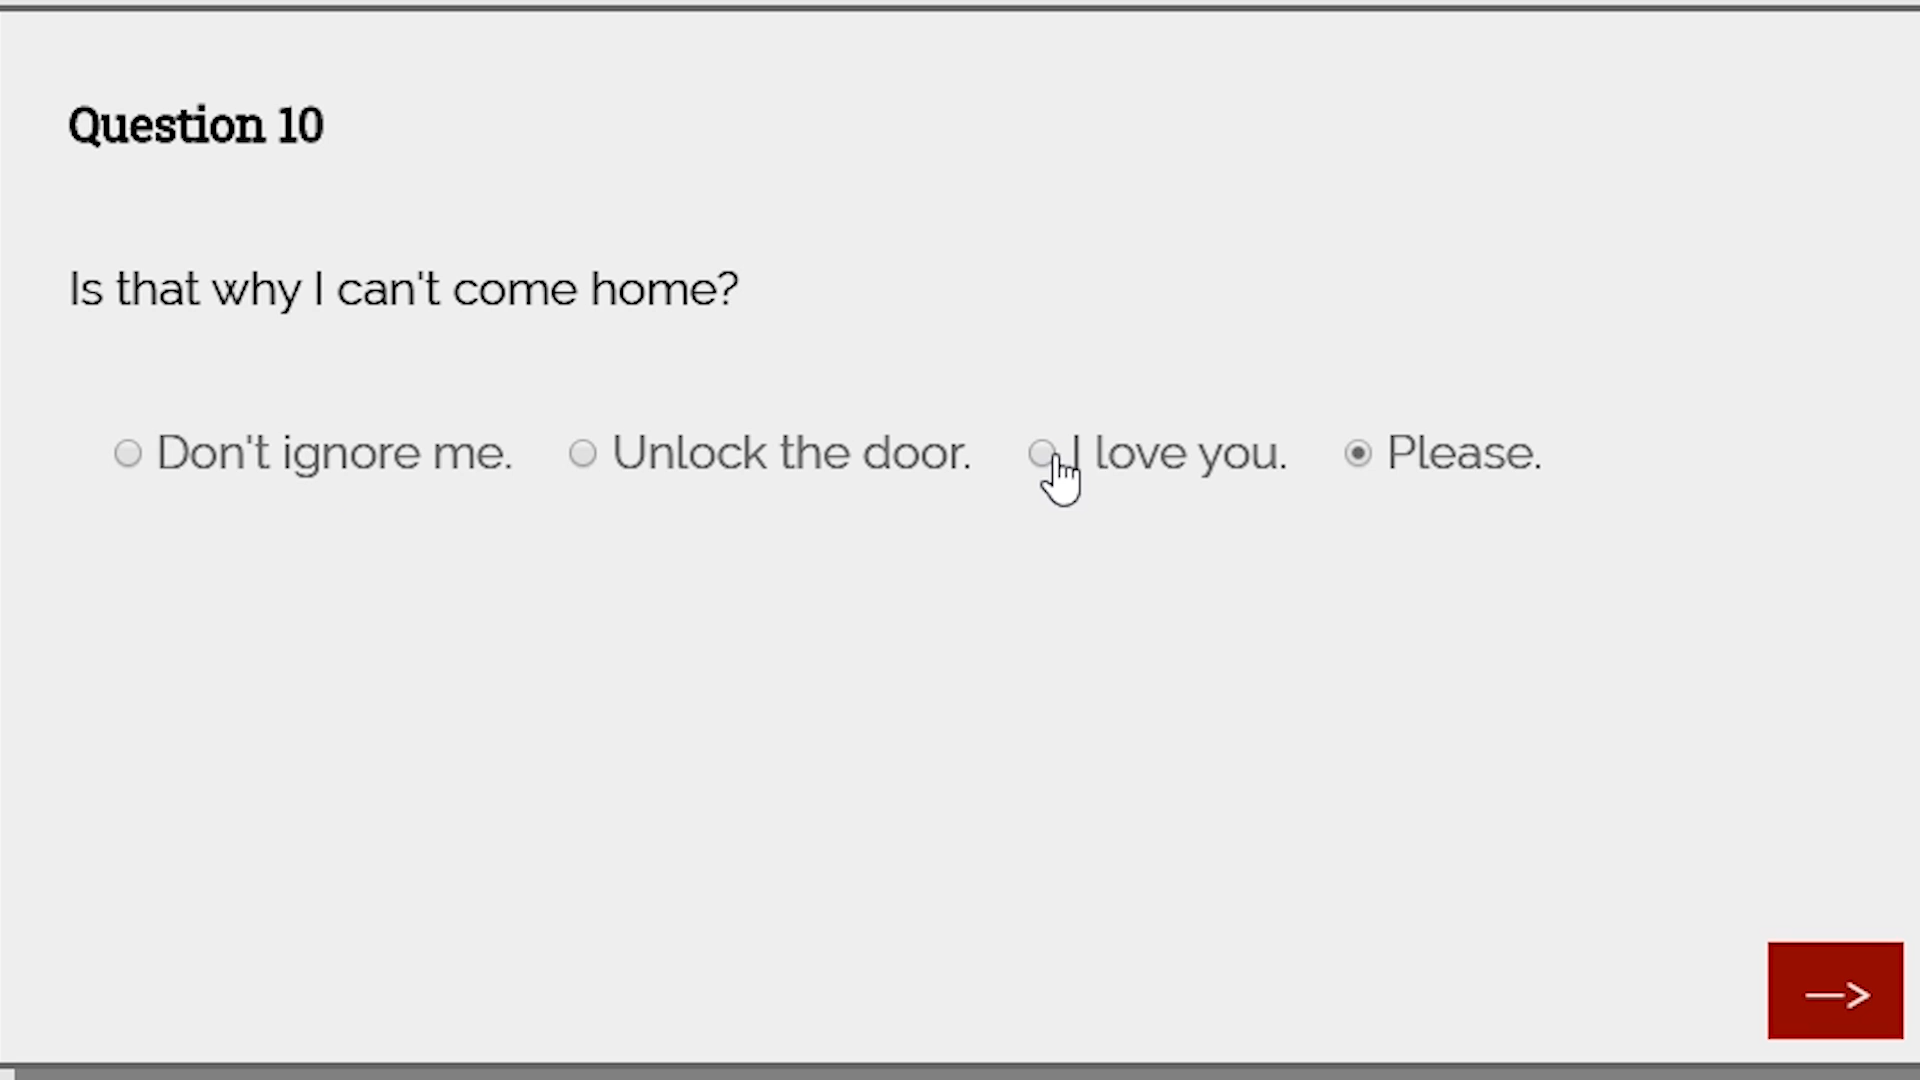 Question 10
Is that why I can't come home?
Don't ignore me. Unlock the door. I love you. Please.
—>